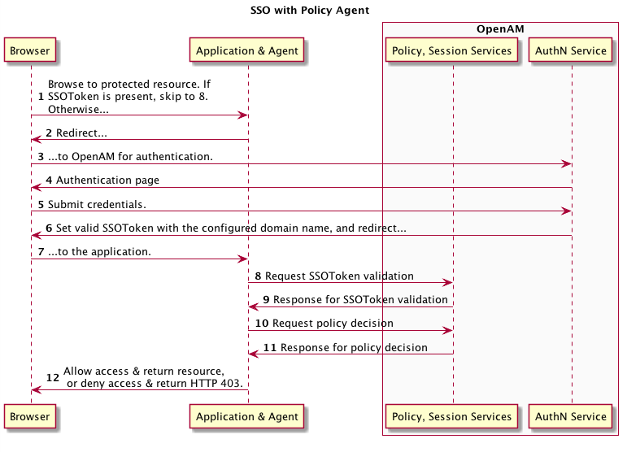 SSO with Policy Agent
OpenAM
Browser
Application & Agent
Policy, Session Services
AuthN Service
Browse to protected resource. If
1 SSOToken is present, skip to 8.
Otherwise...
2 Redirect...
3 ...to OpenAM for authentication.
4 Authentication page
5 Submit credentials.
6 Set valid SSOToken with the configured domain name, and redirect...
7 ...to the application.
8 Request SSOToken validation
9 Response for SSOToken validation
10 Request policy decision
11 Response for policy decision
Allow access & return resource,
12 or deny access & return HTTP 403.
Browser
Application & Agent
Policy, Session Services
AuthN Service